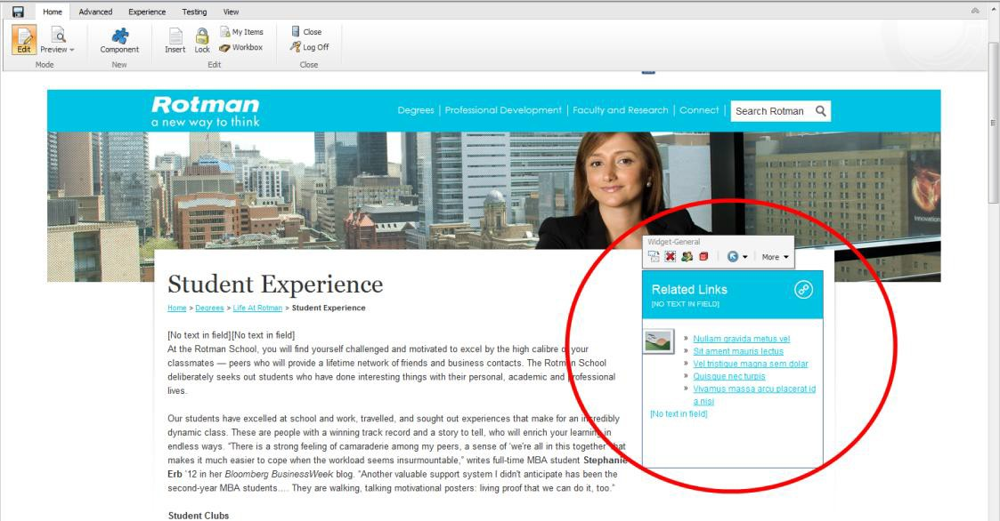 Home Advanced Experience Testing View
Edit Preview Component Insert Lock My Items Workbox Close Log Off
Mode New Edit Close
Rotman
a new way to think
Degrees | Professional Development | Faculty and Research | Connect | Search Rotman
Innovation
Widget-General
More
Related Links
[NO TEXT IN FIELD]
» Nullam gravida metus vel
» Sit ament mauris lectus
» Vel tristique magna sem dolar
» Quisque nec turpis
» Vivamus massa arcu placerat id
a nisi
[No text in field]
Student Experience
Home > Degrees > Life At Rotman > Student Experience
[No text in field][No text in field]
At the Rotman School, you will find yourself challenged and motivated to excel by the high calibre of your
classmates — peers who will provide a lifetime network of friends and business contacts. The Rotman School
deliberately seeks out students who have done interesting things with their personal, academic and professional
lives.
Our students have excelled at school and work, travelled, and sought out experiences that make for an incredibly
dynamic class. These are people with a winning track record and a story to tell, who will enrich your learning in
endless ways. “There is a strong feeling of camaraderie among my peers, a sense of ‘we're all in this together’ that
makes it much easier to cope when the workload seems insurmountable,” writes full-time MBA student Stephanie
Erb ’12 in her Bloomberg BusinessWeek blog. “Another valuable support system I didn't anticipate has been the
second-year MBA students.... They are walking, talking motivational posters: living proof that we can do it, too.”
Student Clubs